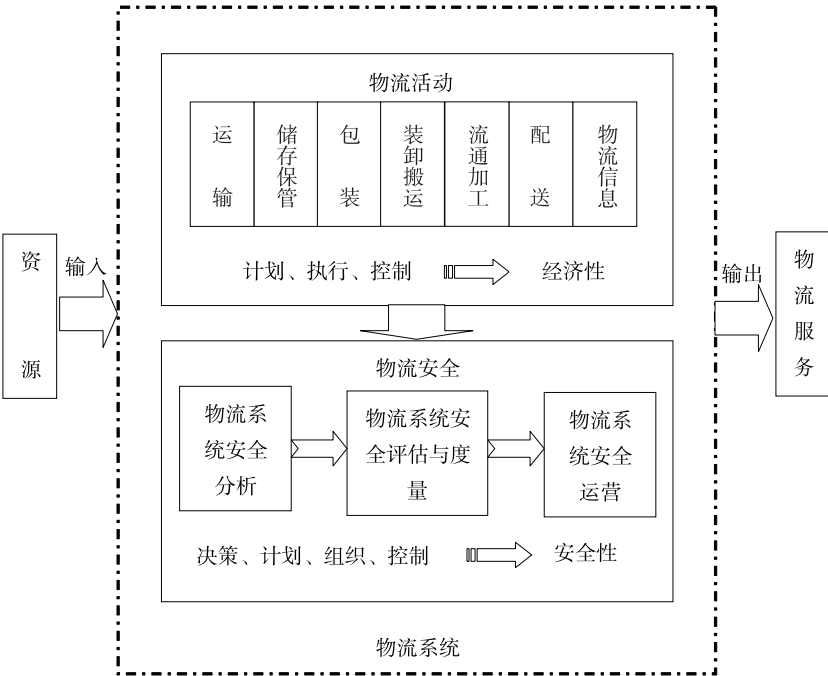 物流活动
运输
储存保管
包装
装卸搬运
流通加工
配送
物流信息
计划、执行、控制
经济性
资源
输入
输出
物流服务
物流安全
物流系
统安全
分析
物流系统安
全评估与度
量
物流系
统安全
运营
决策、计划、组织、控制
安全性
物流系统